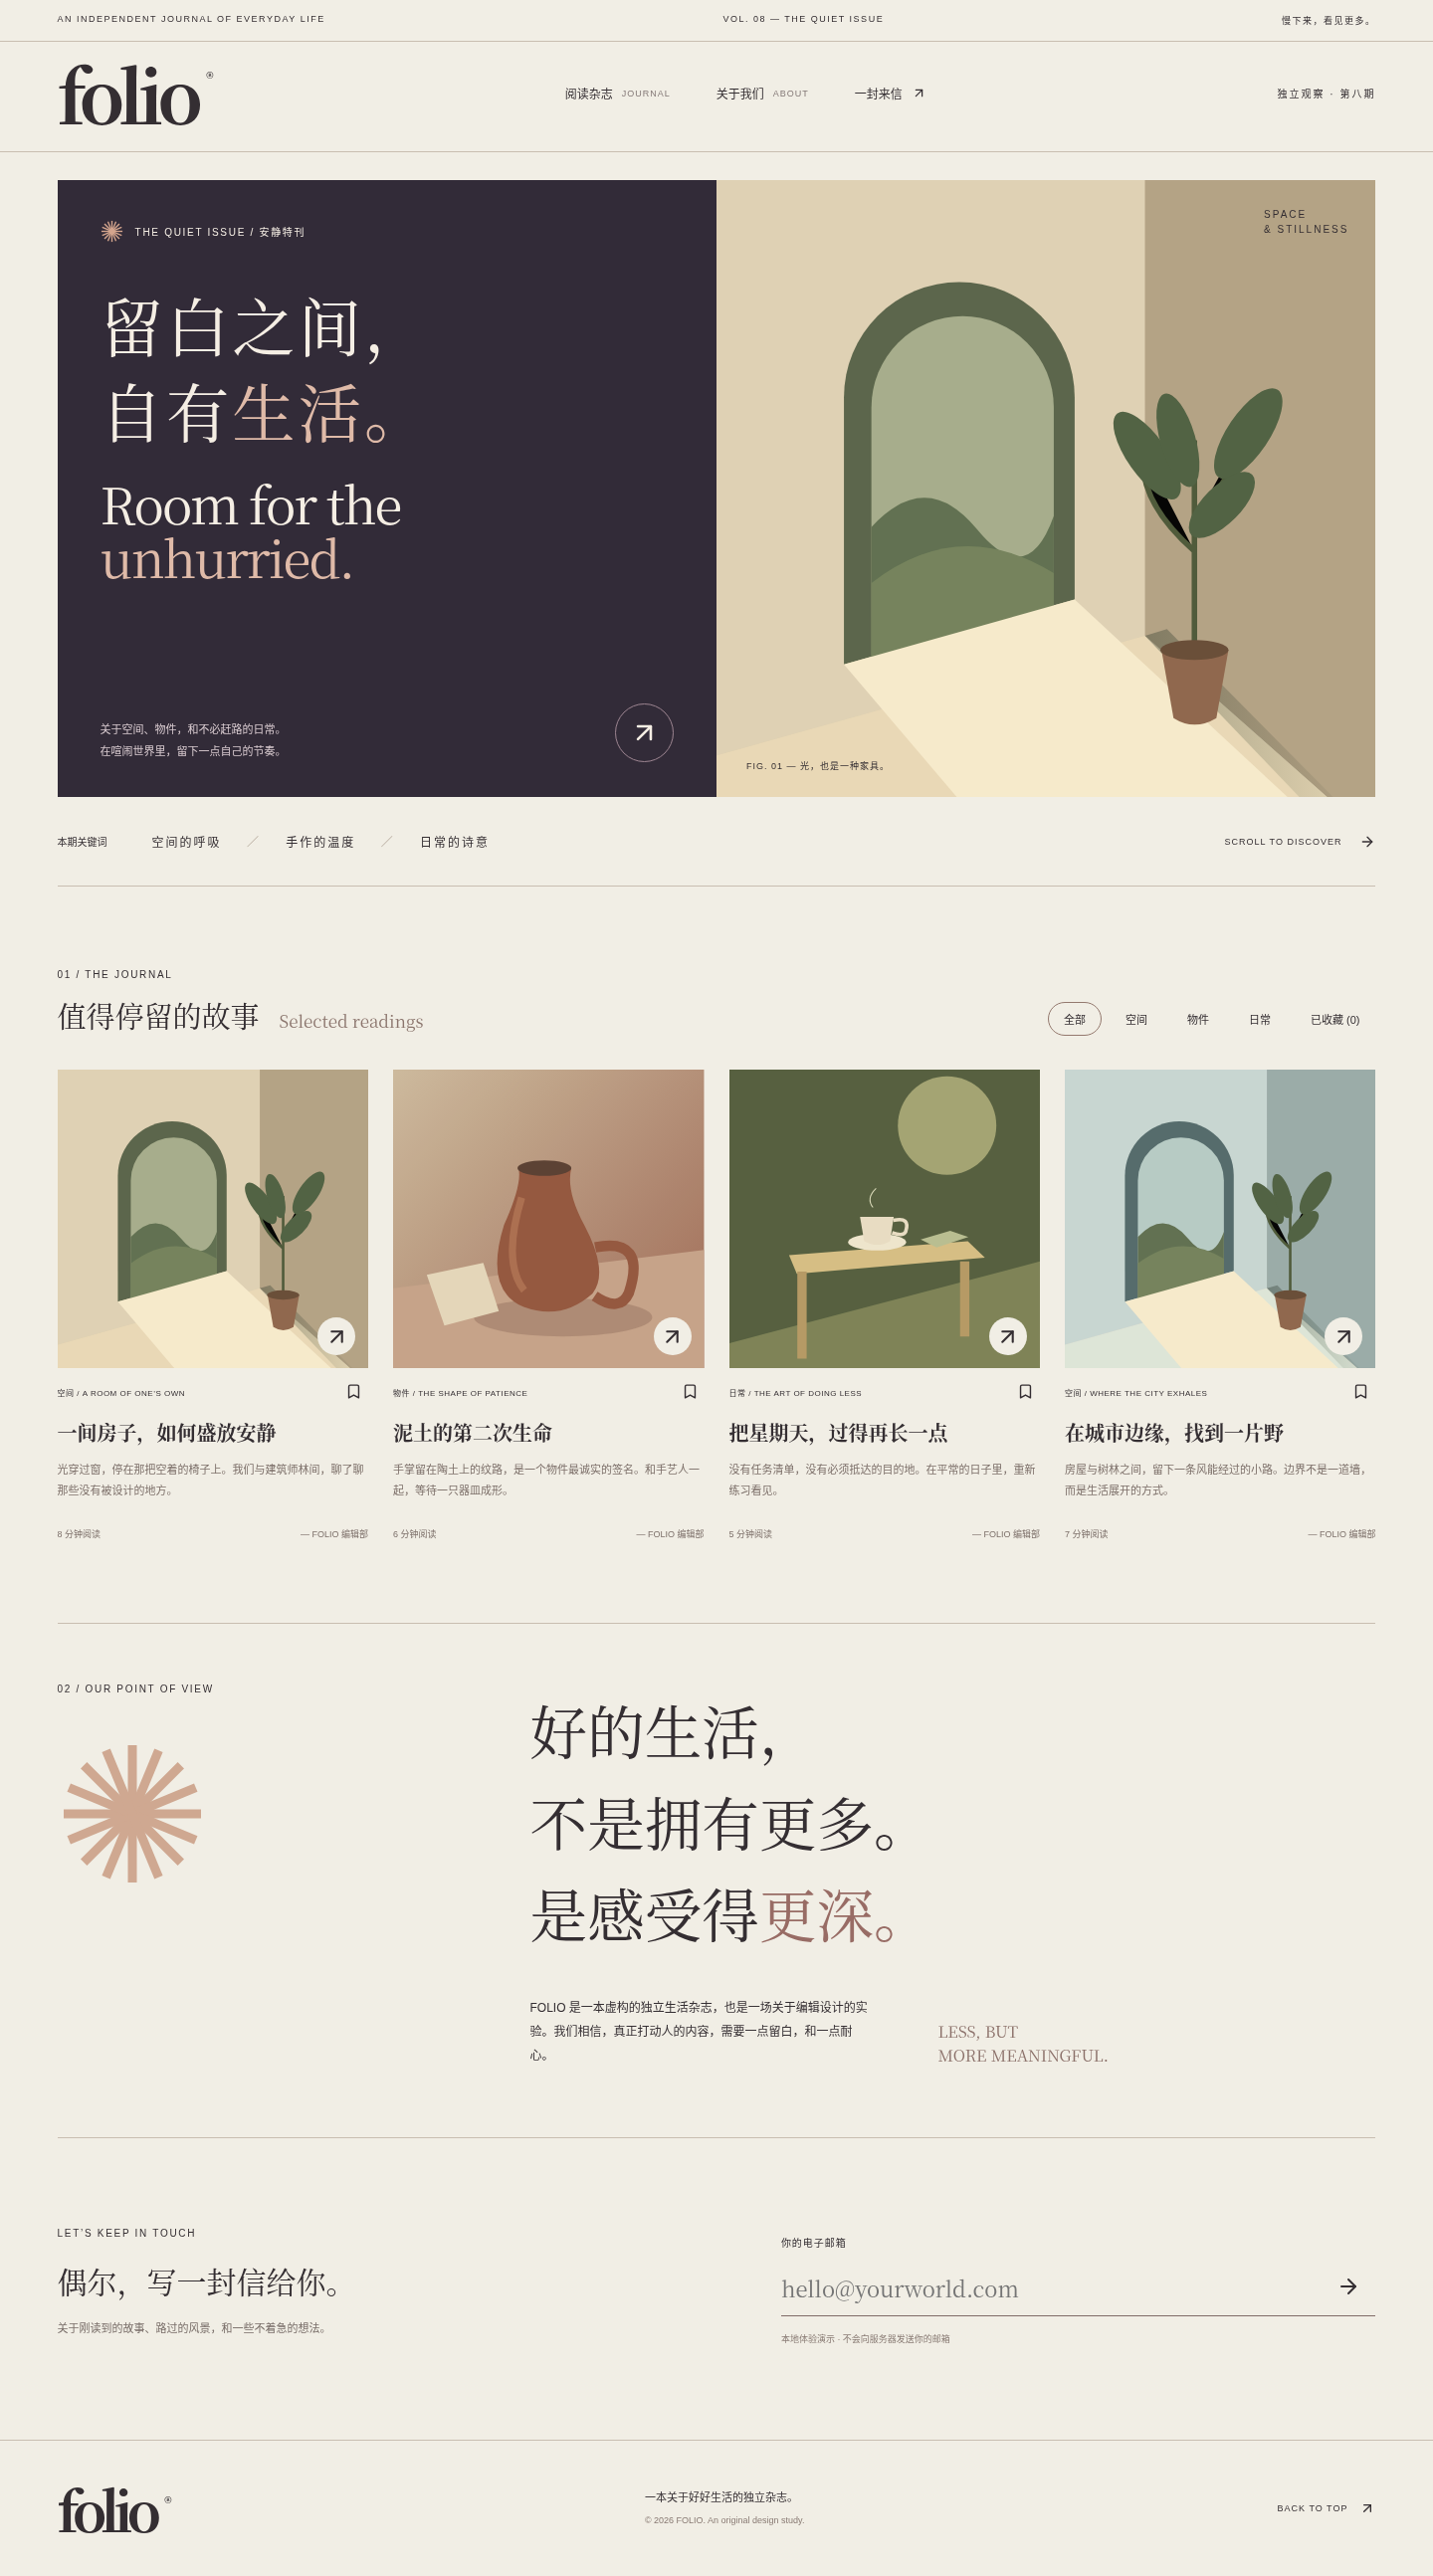 AN INDEPENDENT JOURNAL OF EVERYDAY LIFE
VOL. 08 — THE QUIET ISSUE
慢下来，看见更多。
folio®
阅读杂志 JOURNAL
关于我们 ABOUT
一封来信
独立观察 · 第八期
THE QUIET ISSUE / 安静特刊
留白之间，
自有生活。
Room for the
unhurried.
关于空间、物件，和不必赶路的日常。
在喧闹世界里，留下一点自己的节奏。
SPACE
& STILLNESS
FIG. 01 — 光，也是一种家具。
本期关键词
空间的呼吸 ／ 手作的温度 ／ 日常的诗意
SCROLL TO DISCOVER
01 / THE JOURNAL
值得停留的故事 Selected readings
全部 空间 物件 日常 已收藏 (0)
空间 / A ROOM OF ONE'S OWN
一间房子，如何盛放安静
光穿过窗，停在那把空着的椅子上。我们与建筑师林间，聊了聊
那些没有被设计的地方。
8 分钟阅读 — FOLIO 编辑部
物件 / THE SHAPE OF PATIENCE
泥土的第二次生命
手掌留在陶土上的纹路，是一个物件最诚实的签名。和手艺人一
起，等待一只器皿成形。
6 分钟阅读 — FOLIO 编辑部
日常 / THE ART OF DOING LESS
把星期天，过得再长一点
没有任务清单，没有必须抵达的目的地。在平常的日子里，重新
练习看见。
5 分钟阅读 — FOLIO 编辑部
空间 / WHERE THE CITY EXHALES
在城市边缘，找到一片野
房屋与树林之间，留下一条风能经过的小路。边界不是一道墙，
而是生活展开的方式。
7 分钟阅读 — FOLIO 编辑部
02 / OUR POINT OF VIEW
好的生活，
不是拥有更多。
是感受得更深。
FOLIO 是一本虚构的独立生活杂志，也是一场关于编辑设计的实
验。我们相信，真正打动人的内容，需要一点留白，和一点耐
心。
LESS, BUT
MORE MEANINGFUL.
LET'S KEEP IN TOUCH
偶尔，写一封信给你。
关于刚读到的故事、路过的风景，和一些不着急的想法。
你的电子邮箱
hello@yourworld.com
本地体验演示 · 不会向服务器发送你的邮箱
folio®
一本关于好好生活的独立杂志。
© 2026 FOLIO. An original design study.
BACK TO TOP